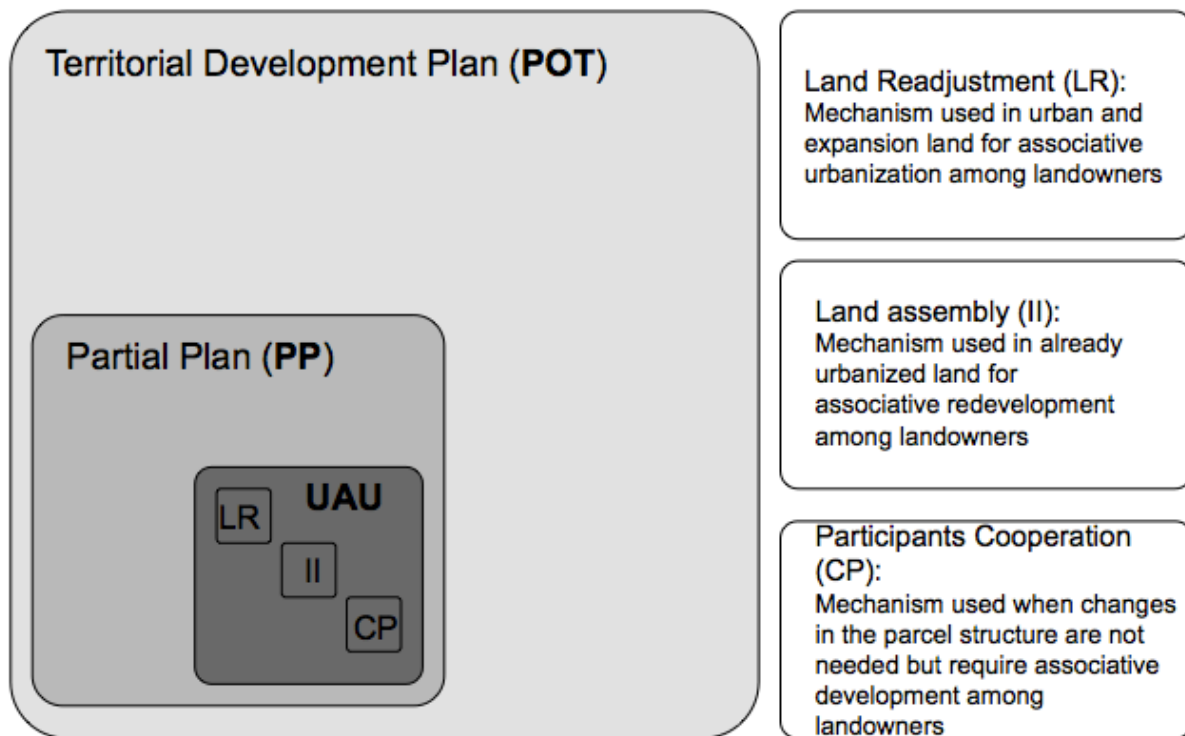 Territorial Development Plan (POT)
Partial Plan (PP)
UAU
LR
II
CP
Land Readjustment (LR):
Mechanism used in urban and
expansion land for associative
urbanization among landowners
Land assembly (II):
Mechanism used in already
urbanized land for
associative redevelopment
among landowners
Participants Cooperation
(CP):
Mechanism used when changes
in the parcel structure are not
needed but require associative
development among
landowners